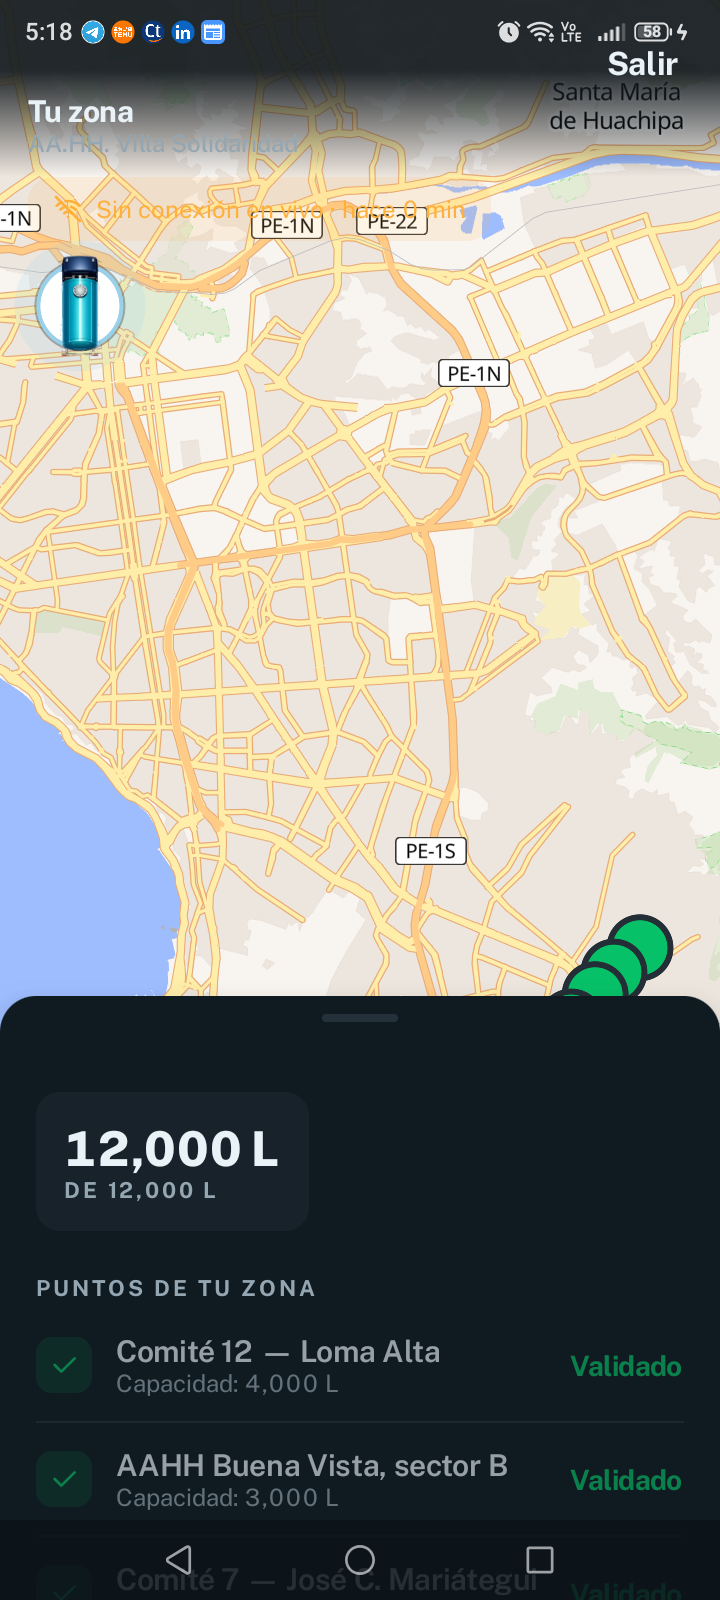 5:18
Vo
LTE
58
Salir
Tu zona
Santa María
de Huachipa
AA.HH. Villa Solidaridad
Sin conexión en vivo · hace 0 min
-1N
PE-1N
PE-22
PE-1N
PE-1S
12,000 L
DE 12,000 L
PUNTOS DE TU ZONA
Comité 12 — Loma Alta
Validado
Capacidad: 4,000 L
AAHH Buena Vista, sector B
Validado
Capacidad: 3,000 L
Comité 7 — José C. Mariátegui
Validado